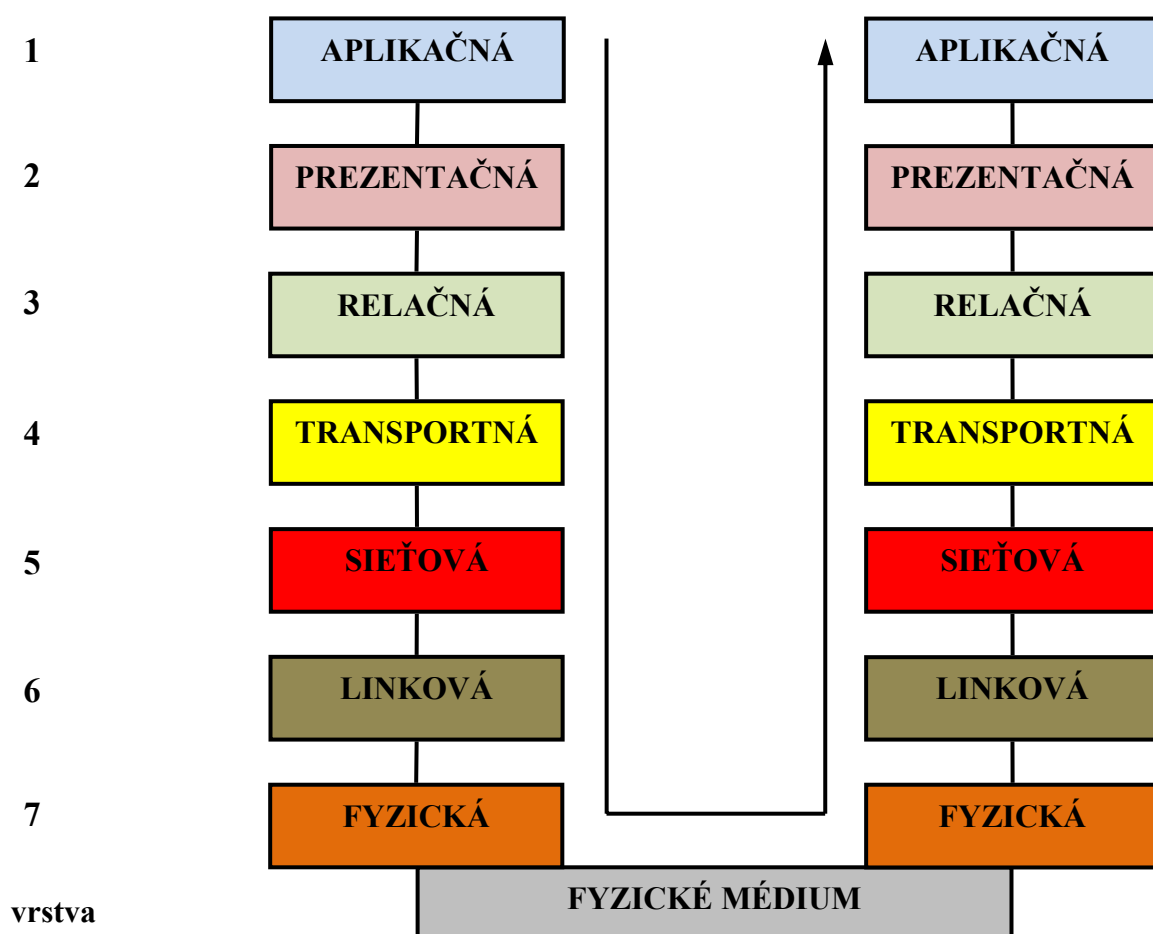 1 APLIKAČNÁ APLIKAČNÁ
2 PREZENTAČNÁ PREZENTAČNÁ
3 RELAČNÁ RELAČNÁ
4 TRANSPORTNÁ TRANSPORTNÁ
5 SIEŤOVÁ SIEŤOVÁ
6 LINKOVÁ LINKOVÁ
7 FYZICKÁ FYZICKÁ
FYZICKÉ MÉDIUM
vrstva